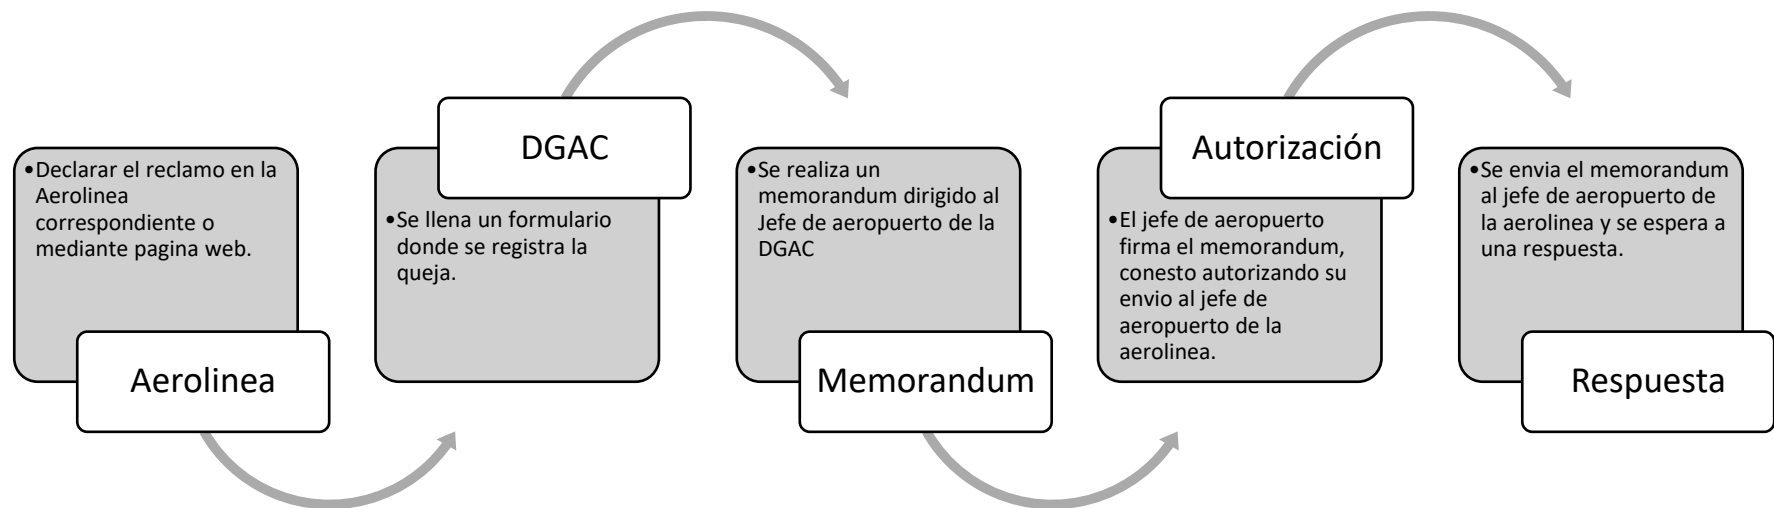 •Declarar el reclamo en la
Aerolinea
correspondiente o
mediante pagina web.
Aerolinea
DGAC
•Se llena un formulario
donde se registra la
queja.
•Se realiza un
memorandum dirigido al
Jefe de aeropuerto de la
DGAC
Memorandum
Autorización
•El jefe de aeropuerto
firma el memorandum,
conesto autorizando su
envio al jefe de
aeropuerto de la
aerolinea.
•Se envia el memorandum
al jefe de aeropuerto de
la aerolinea y se espera a
una respuesta.
Respuesta